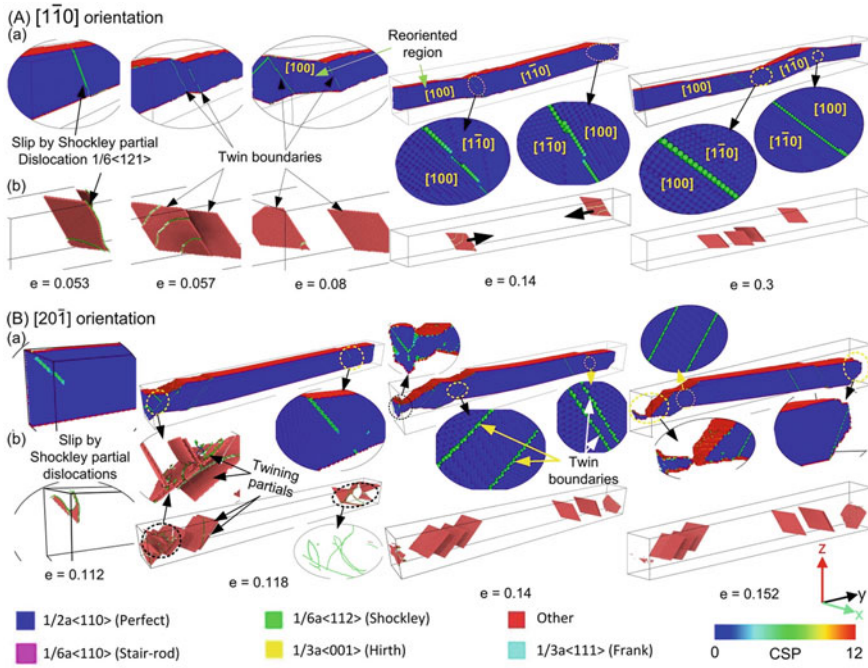 (A) [11̄0] orientation
(a)
[100]
Reoriented region
[100]
[11̄0]
[100]
[11̄0]
[100]
Slip by Shockley partial Dislocation 1/6<121>
Twin boundaries
[11̄0]
[100]
[11̄0]
[100]
[100]
[11̄0]
[100]
[11̄0]
(b)
e = 0.053
e = 0.057
e = 0.08
e = 0.14
e = 0.3
(B) [201̄] orientation
(a)
(b)
Slip by Shockley partial dislocations
Twining partials
Twin boundaries
e = 0.112
e = 0.118
e = 0.14
e = 0.152
z
y
x
1/2a<110> (Perfect)
1/6a<112> (Shockley)
Other
1/6a<110> (Stair-rod)
1/3a<001> (Hirth)
1/3a<111> (Frank)
0
CSP
12